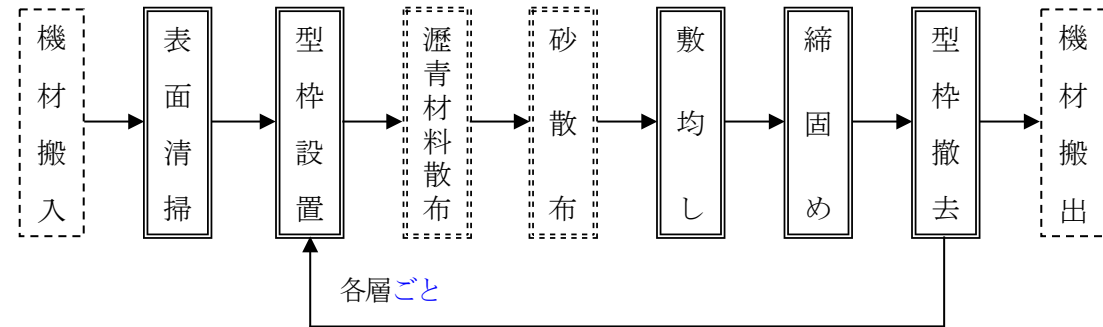 機材搬入
表面清掃
型枠設置
瀝青材料散布
砂散布
敷均し
締固め
型枠撤去
機材搬出
各層ごと